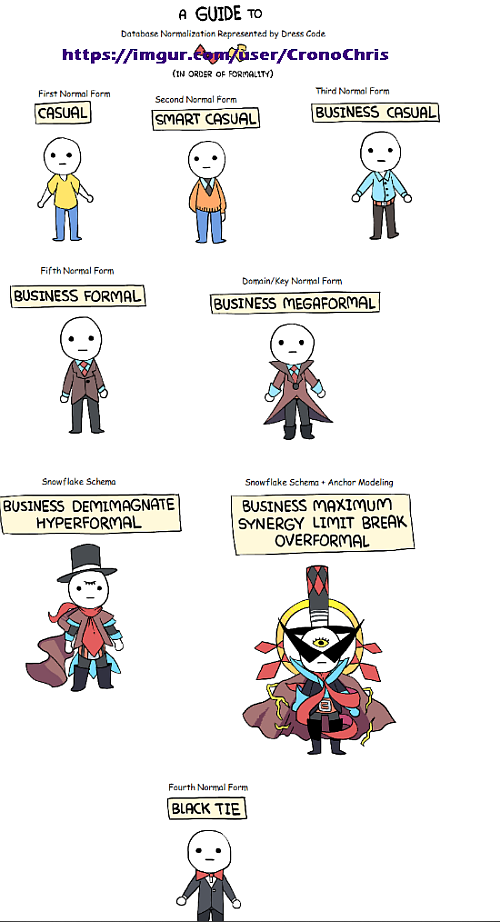 A GUIDE TO
Database Normalization Represented by Dress Code
https://imgur.com/user/CronoChris
(IN ORDER OF FORMALITY)
First Normal Form
CASUAL
Second Normal Form
SMART CASUAL
Third Normal Form
BUSINESS CASUAL
Fifth Normal Form
BUSINESS FORMAL
Domain/Key Normal Form
BUSINESS MEGAFORMAL
Snowflake Schema
BUSINESS DEMIMAGNATE
HYPERFORMAL
Snowflake Schema + Anchor Modeling
BUSINESS MAXIMUM
SYNERGY LIMIT BREAK
OVERFORMAL
Fourth Normal Form
BLACK TIE